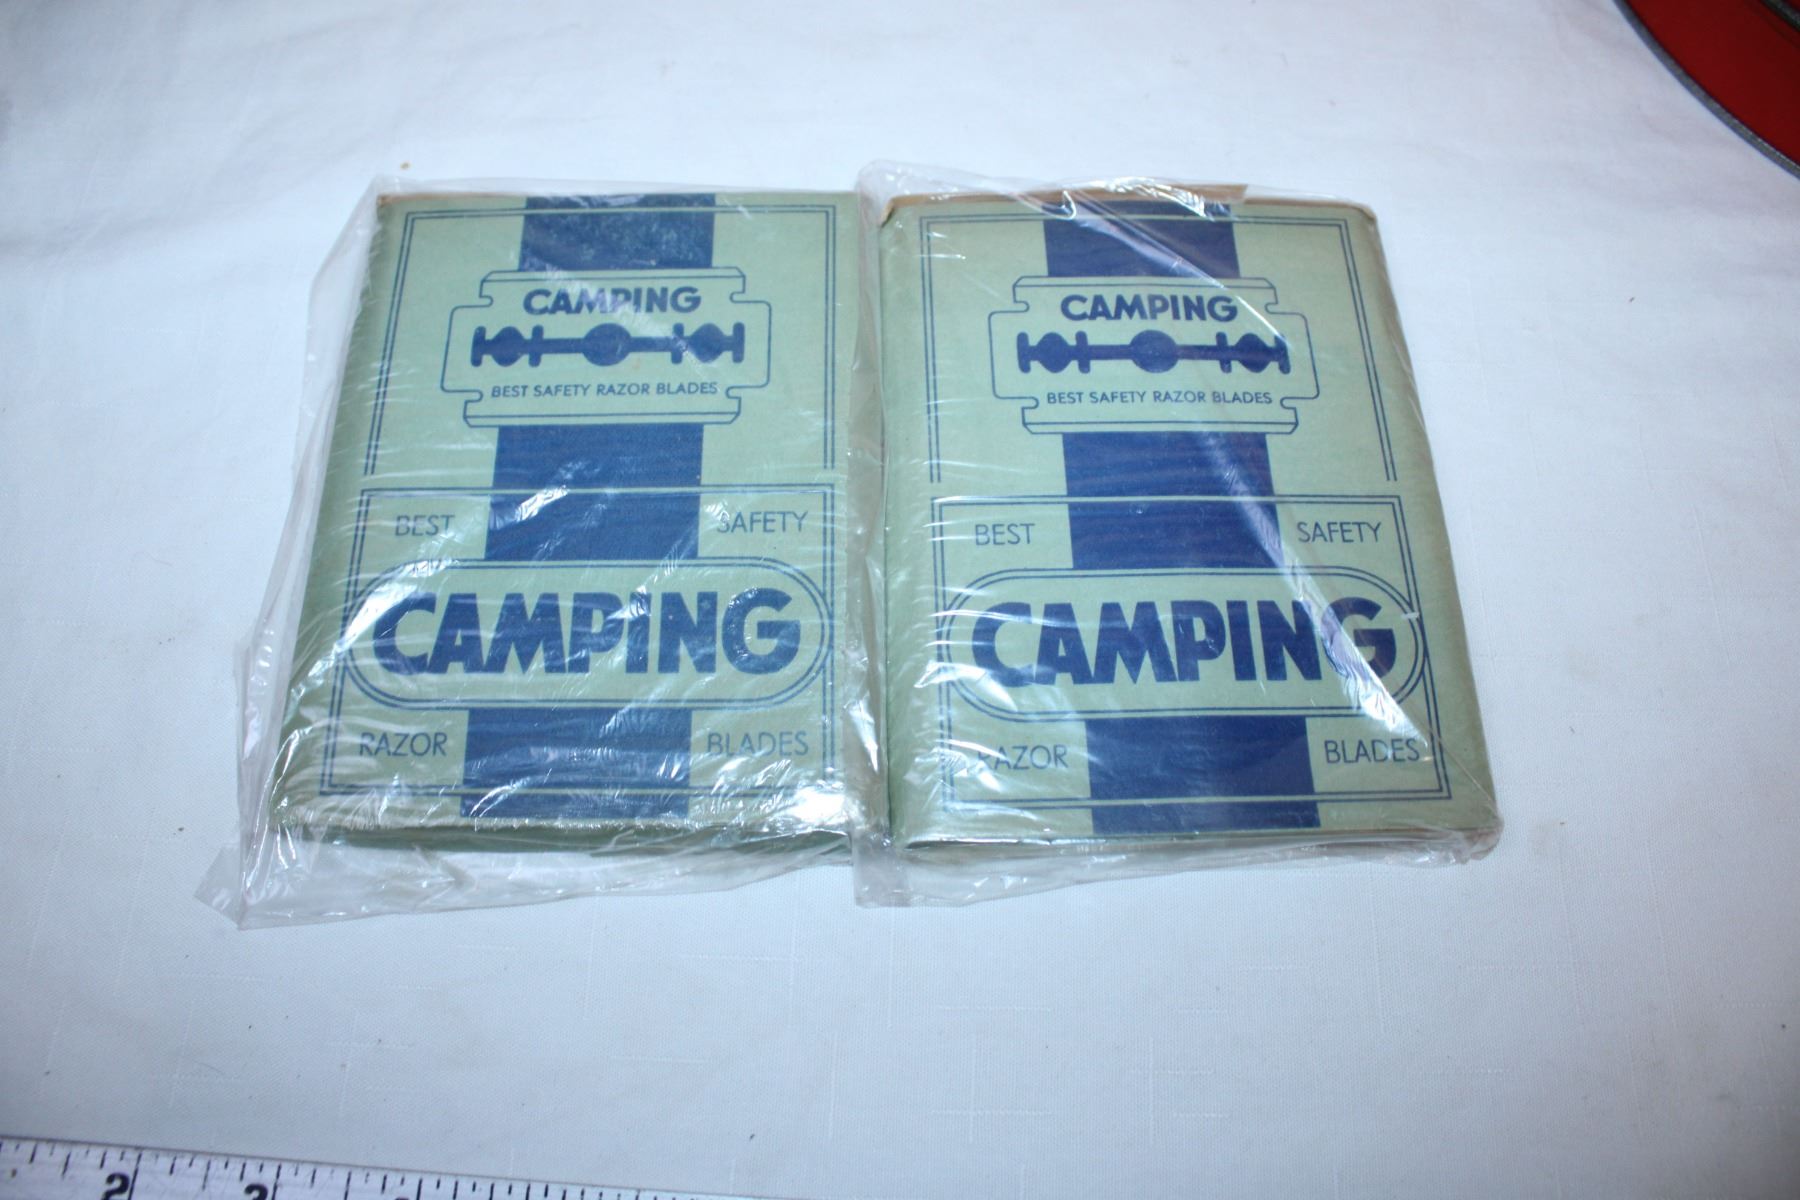 CAMPING
BEST SAFETY RAZOR BLADES
BEST SAFETY
CAMPING
RAZOR BLADES
CAMPING
BEST SAFETY RAZOR BLADES
BEST SAFETY
CAMPING
RAZOR BLADES
2